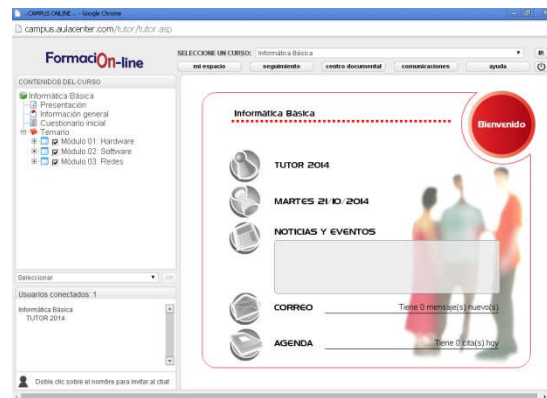 ..:CAMPUS ONLINE:.. - Google Chrome
campus.aulacenter.com/tutor/tutor.asp
FormaciOn-line
SELECCIONE UN CURSO: Informática Básica
IR
mi espacio seguimiento centro documental comunicaciones ayuda
CONTENIDOS DEL CURSO
Informática Básica
Presentación
Información general
Cuestionario inicial
Temario
Módulo 01: Hardware
Módulo 02: Software
Módulo 03: Redes
Seleccionar
Usuarios conectados: 1
Informática Básica
TUTOR 2014
Doble clic sobre el nombre para invitar al chat
Informática Básica
Bienvenido
TUTOR 2014
MARTES 21/10/2014
NOTICIAS Y EVENTOS
CORREO Tiene 0 mensaje(s) nuevo(s)
AGENDA Tiene 0 cita(s) hoy